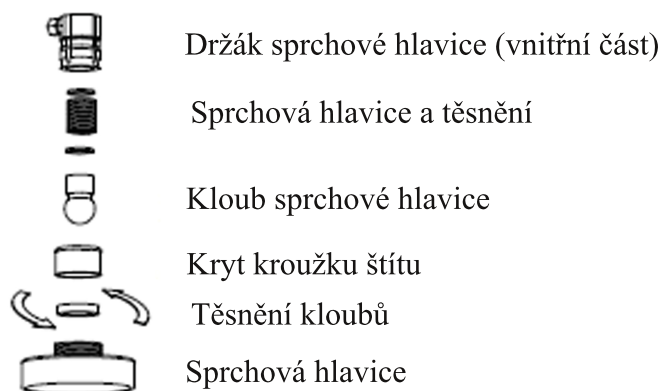 Držák sprchové hlavice (vnitřní část)
Sprchová hlavice a těsnění
Kloub sprchové hlavice
Kryt kroužku štítu
Těsnění kloubů
Sprchová hlavice